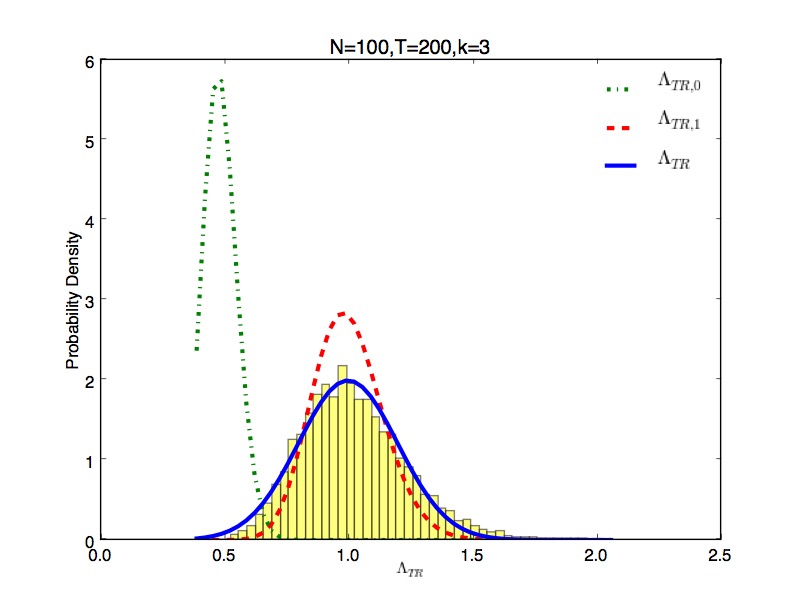 N=100,T=200,k=3
6
5
4
3
2
1
0
Probability Density
Λ_{TR,0}
Λ_{TR,1}
Λ_{TR}
0.0 0.5 1.0 1.5 2.0 2.5
Λ_{TR}